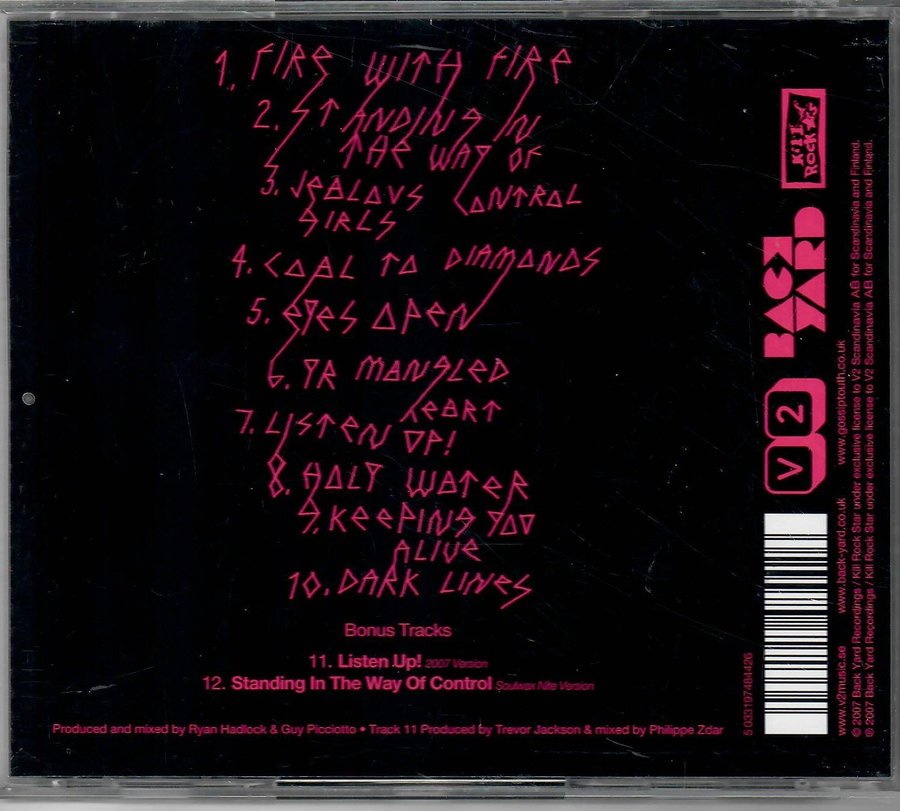 1. FIRE WITH FIRE
2. STANDING IN
THE WAY OF
CONTROL
3. JEALOUS
GIRLS
4. COAL TO DIAMONDS
5. EYES OPEN
6. YR MANGLED
HEART
7. LISTEN UP!
8. HOLY WATER
9. KEEPING YOU
ALIVE
10. DARK LINES
Bonus Tracks
11. Listen Up! 2007 Version
12. Standing In The Way Of Control Soulwax Nite Version
Produced and mixed by Ryan Hadlock & Guy Picciotto • Track 11 Produced by Trevor Jackson & mixed by Philippe Zdar
KILL
ROCK
BACK
YARD
V2
5 033197484426
www.v2music.se www.back-yard.co.uk www.gossipyouth.co.uk
© 2007 Back Yard Recordings / Kill Rock Star under exclusive license to V2 Scandinavia AB for Scandinavia and Finland.
℗ 2007 Back Yard Recordings / Kill Rock Star under exclusive license to V2 Scandinavia AB for Scandinavia and Finland.